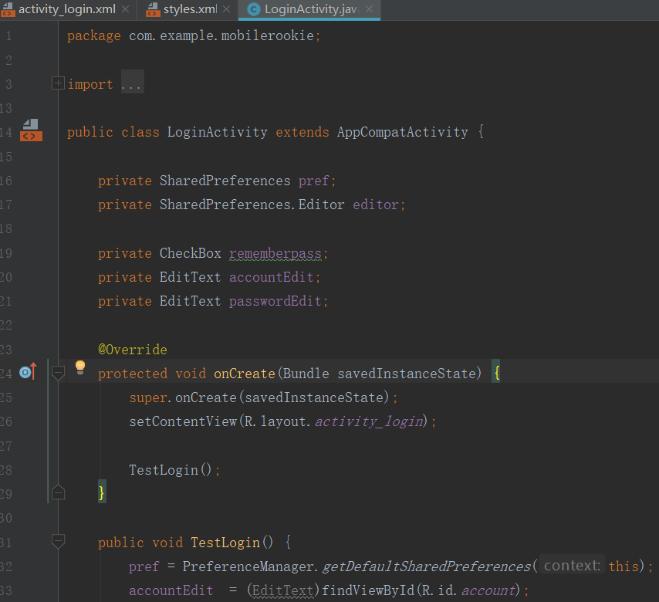 activity_login.xml × styles.xml × LoginActivity.java ×
1 package com.example.mobilerookie;
2
3 import ...
13
14 public class LoginActivity extends AppCompatActivity {
15
16 private SharedPreferences pref;
17 private SharedPreferences.Editor editor;
18
19 private CheckBox rememberpass;
20 private EditText accountEdit;
21 private EditText passwordEdit;
22
23 @Override
24 protected void onCreate(Bundle savedInstanceState) {
25 super.onCreate(savedInstanceState);
26 setContentView(R.layout.activity_login);
27
28 TestLogin();
29 }
30
31 public void TestLogin() {
32 pref = PreferenceManager.getDefaultSharedPreferences( context: this);
33 accountEdit = (EditText)findViewById(R.id.account);